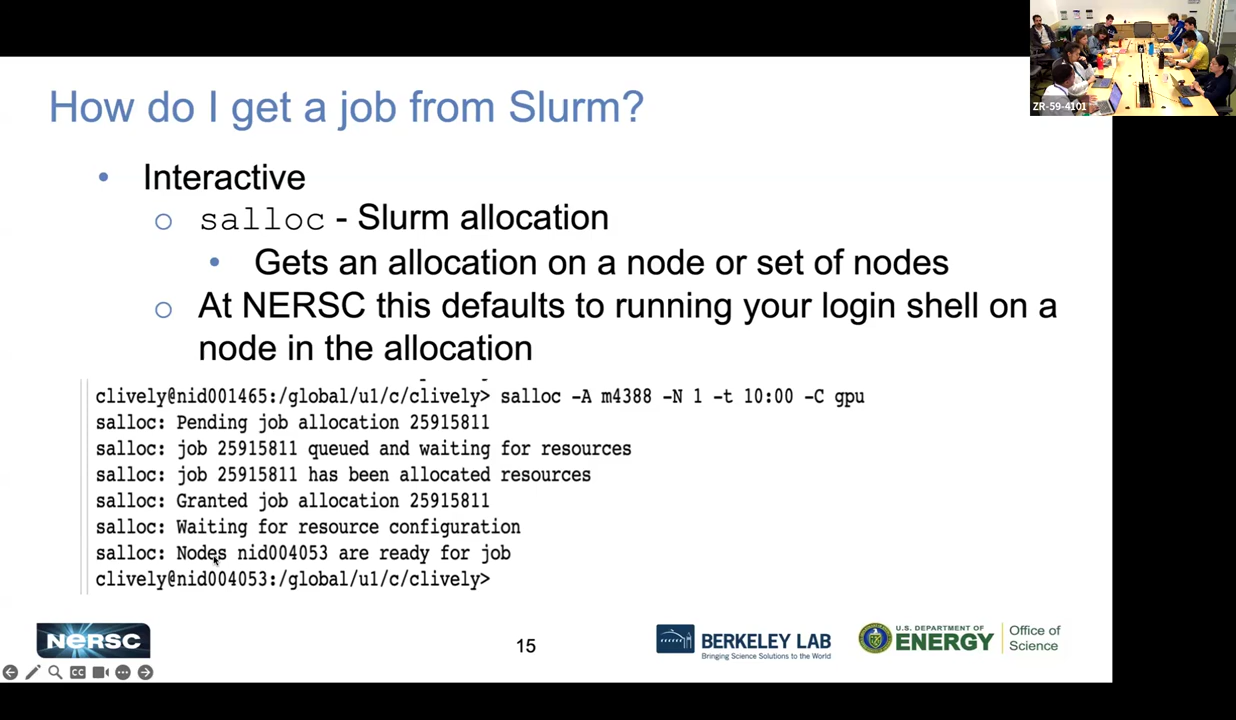 How do I get a job from Slurm?
ZR-59-4101
• Interactive
o salloc - Slurm allocation
• Gets an allocation on a node or set of nodes
o At NERSC this defaults to running your login shell on a
node in the allocation
clively@nid001465:/global/u1/c/clively> salloc -A m4388 -N 1 -t 10:00 -C gpu
salloc: Pending job allocation 25915811
salloc: job 25915811 queued and waiting for resources
salloc: job 25915811 has been allocated resources
salloc: Granted job allocation 25915811
salloc: Waiting for resource configuration
salloc: Nodes nid004053 are ready for job
clively@nid004053:/global/u1/c/clively>
NERSC
15
BERKELEY LAB
Bringing Science Solutions to the World
U.S. DEPARTMENT OF
ENERGY
Office of
Science
CC